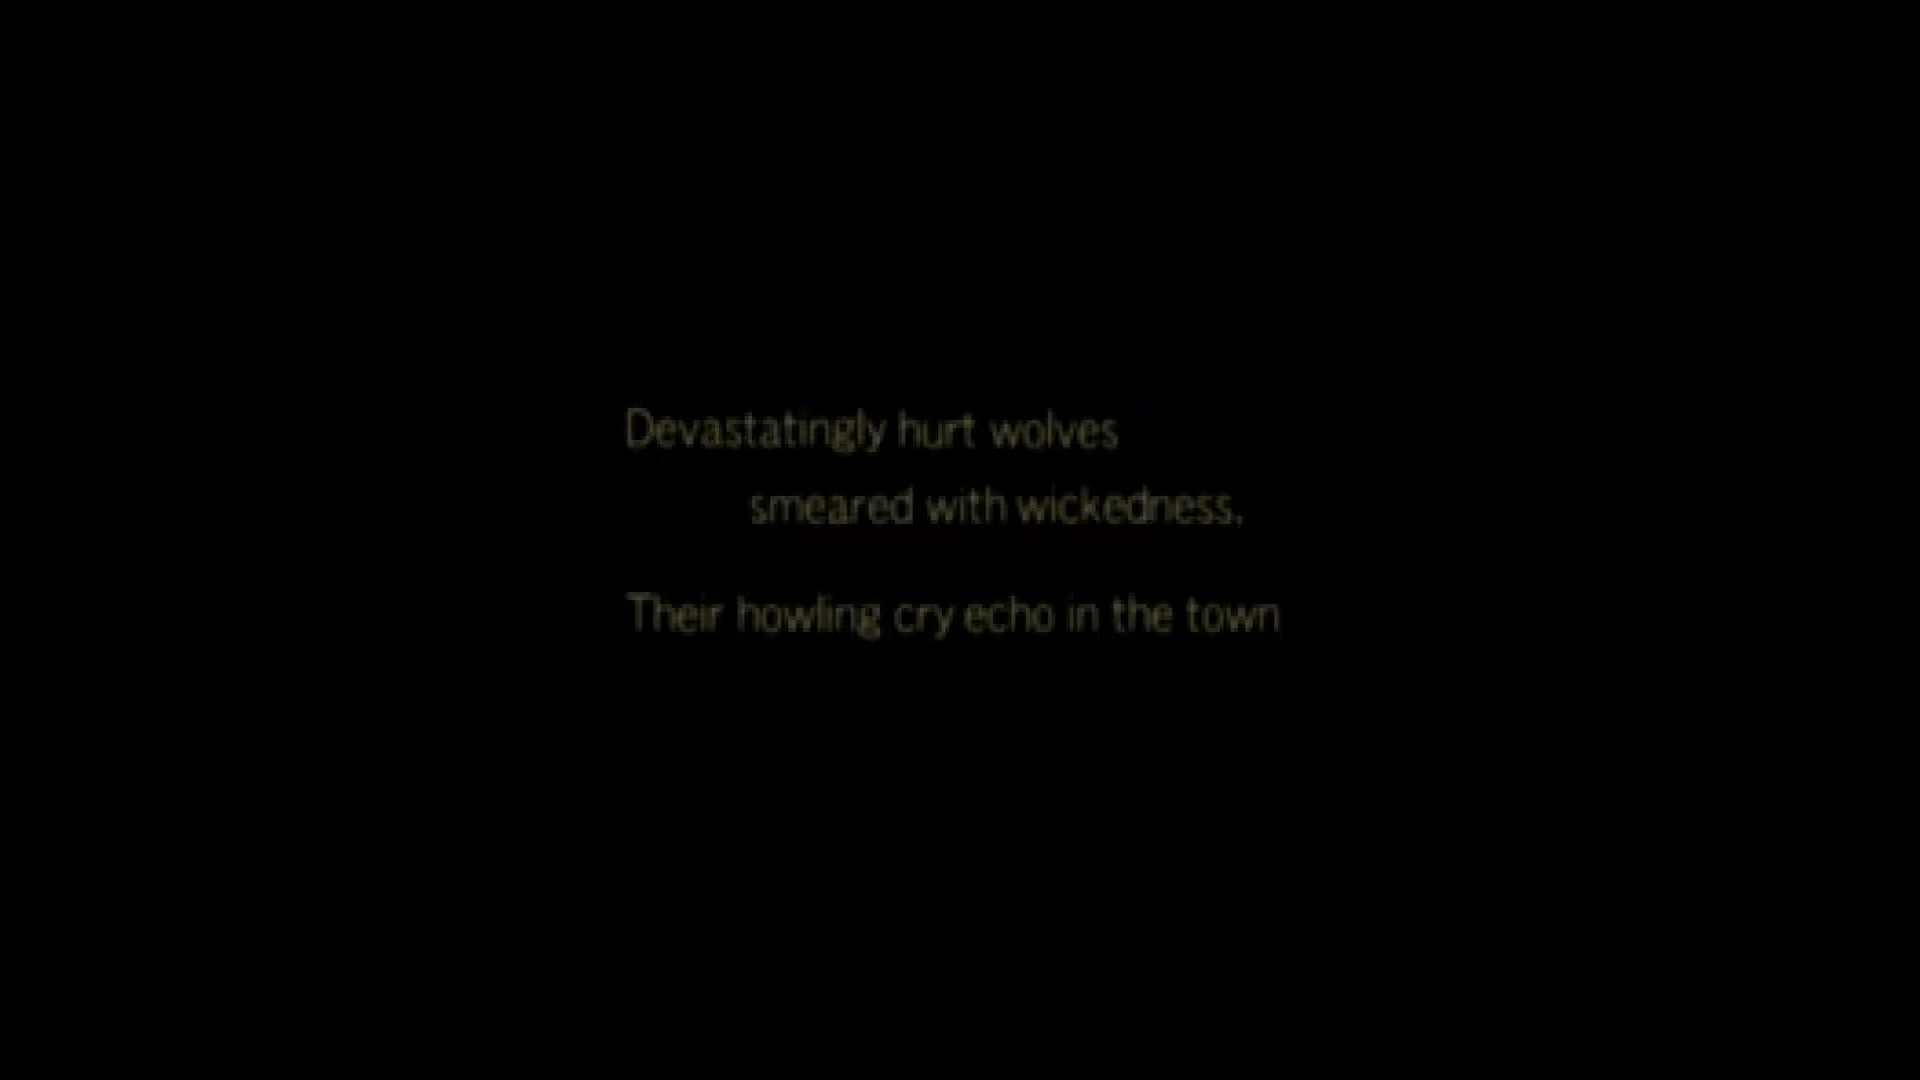 Devastatingly hurt wolves
smeared with wickedness.
Their howling cry echo in the town